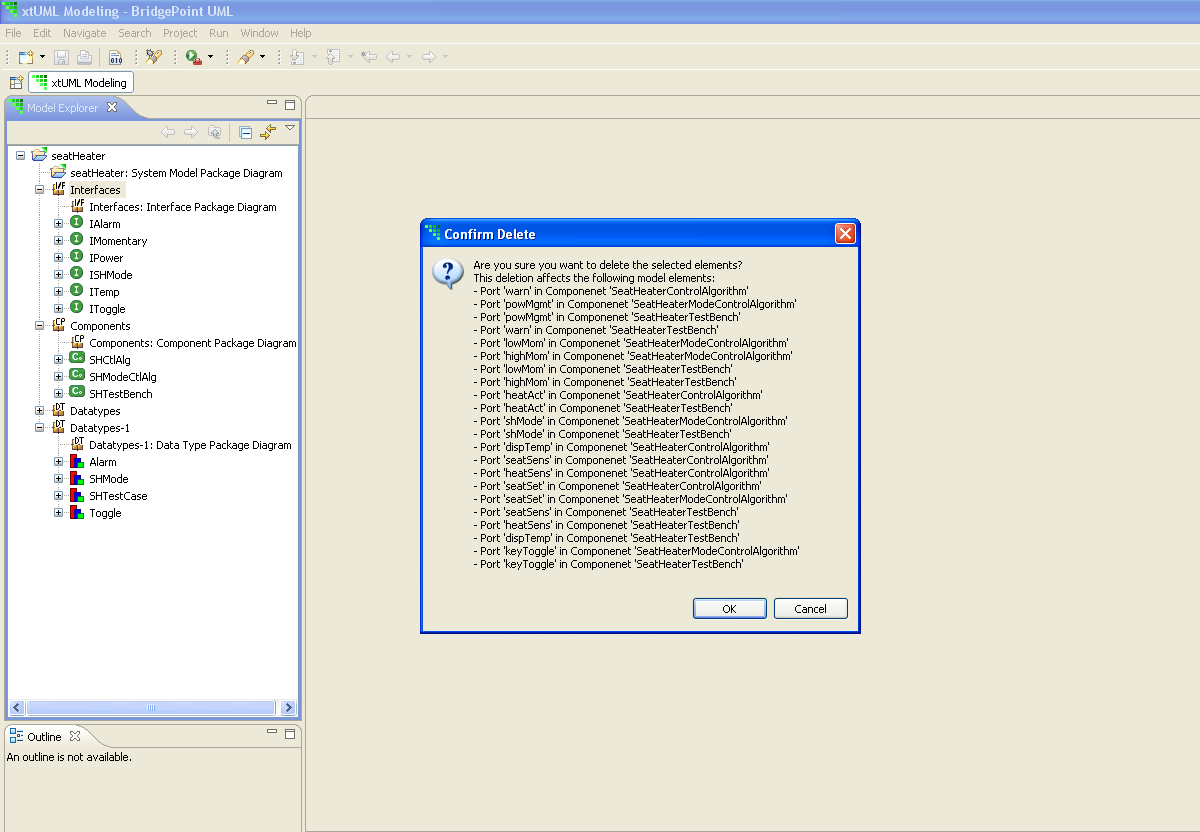 xtUML Modeling - BridgePoint UML
File Edit Navigate Search Project Run Window Help
010
xtUML Modeling
Model Explorer
seatHeater
seatHeater: System Model Package Diagram
Interfaces
Interfaces: Interface Package Diagram
IAlarm
IMomentary
IPower
ISHMode
ITemp
IToggle
Components
Components: Component Package Diagram
SHCtlAlg
SHModeCtlAlg
SHTestBench
Datatypes
Datatypes-1
Datatypes-1: Data Type Package Diagram
Alarm
SHMode
SHTestCase
Toggle
Outline
An outline is not available.
Confirm Delete
Are you sure you want to delete the selected elements?
This deletion affects the following model elements:
- Port 'warn' in Componenet 'SeatHeaterControlAlgorithm'
- Port 'powMgmt' in Componenet 'SeatHeaterModeControlAlgorithm'
- Port 'powMgmt' in Componenet 'SeatHeaterTestBench'
- Port 'warn' in Componenet 'SeatHeaterTestBench'
- Port 'lowMom' in Componenet 'SeatHeaterModeControlAlgorithm'
- Port 'highMom' in Componenet 'SeatHeaterModeControlAlgorithm'
- Port 'lowMom' in Componenet 'SeatHeaterTestBench'
- Port 'highMom' in Componenet 'SeatHeaterTestBench'
- Port 'heatAct' in Componenet 'SeatHeaterControlAlgorithm'
- Port 'heatAct' in Componenet 'SeatHeaterTestBench'
- Port 'shMode' in Componenet 'SeatHeaterModeControlAlgorithm'
- Port 'shMode' in Componenet 'SeatHeaterTestBench'
- Port 'dispTemp' in Componenet 'SeatHeaterControlAlgorithm'
- Port 'seatSens' in Componenet 'SeatHeaterControlAlgorithm'
- Port 'heatSens' in Componenet 'SeatHeaterControlAlgorithm'
- Port 'seatSet' in Componenet 'SeatHeaterControlAlgorithm'
- Port 'seatSet' in Componenet 'SeatHeaterModeControlAlgorithm'
- Port 'seatSens' in Componenet 'SeatHeaterTestBench'
- Port 'heatSens' in Componenet 'SeatHeaterTestBench'
- Port 'dispTemp' in Componenet 'SeatHeaterTestBench'
- Port 'keyToggle' in Componenet 'SeatHeaterModeControlAlgorithm'
- Port 'keyToggle' in Componenet 'SeatHeaterTestBench'
OK Cancel